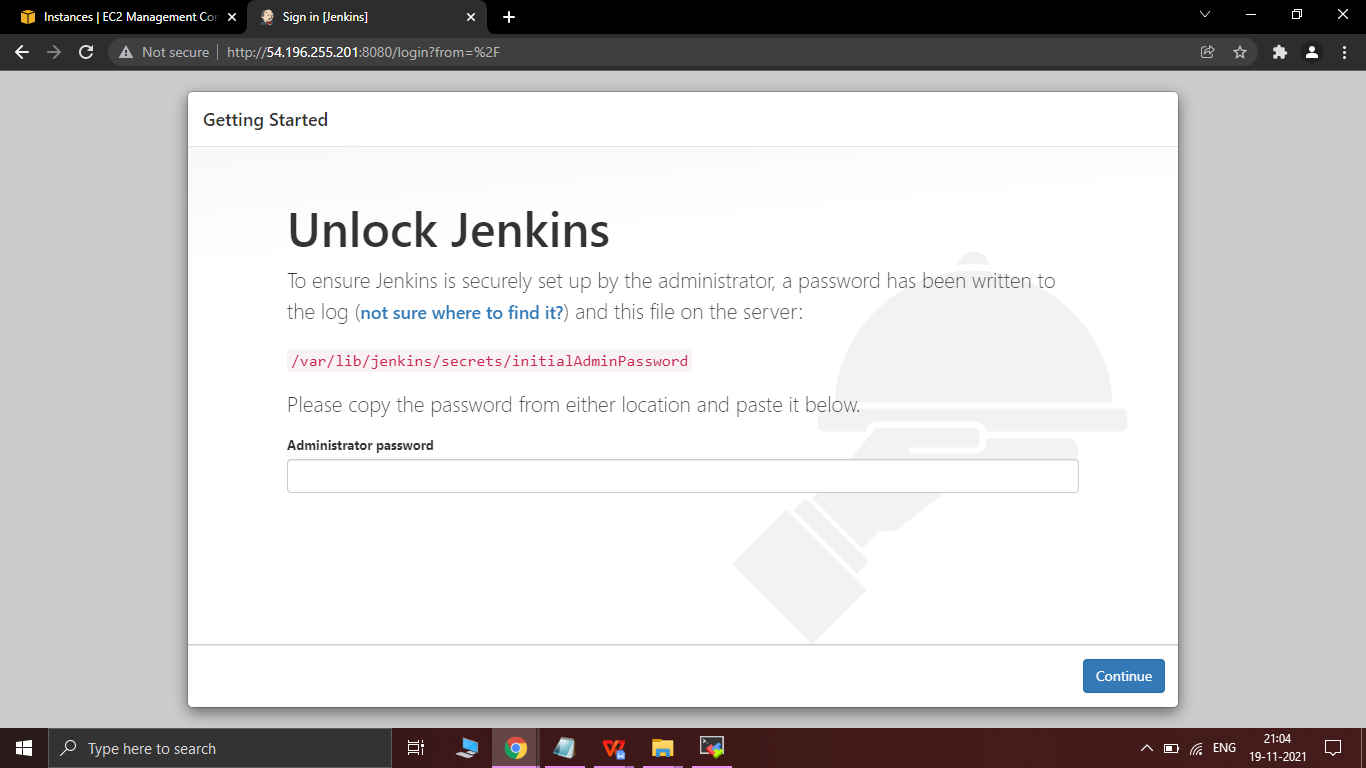 Instances | EC2 Management Con
Sign in [Jenkins]
Not secure
http://54.196.255.201:8080/login?from=%2F
Getting Started
Unlock Jenkins
To ensure Jenkins is securely set up by the administrator, a password has been written to
the log (not sure where to find it?) and this file on the server:
/var/lib/jenkins/secrets/initialAdminPassword
Please copy the password from either location and paste it below.
Administrator password
Continue
Type here to search
ENG
21:04
19-11-2021